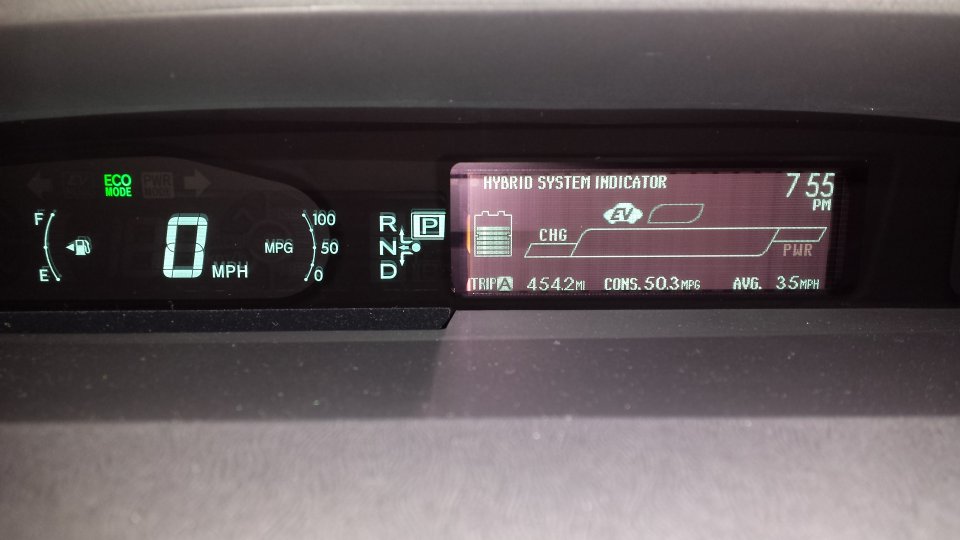 ECO
MODE
PWR
F
E
0
MPH
MPG
100
50
0
R
N
D
P
HYBRID SYSTEM INDICATOR
7 55
PM
EV
CHG
PWR
TRIP A 454.2 MI CONS. 50.3 MPG AVG. 35 MPH